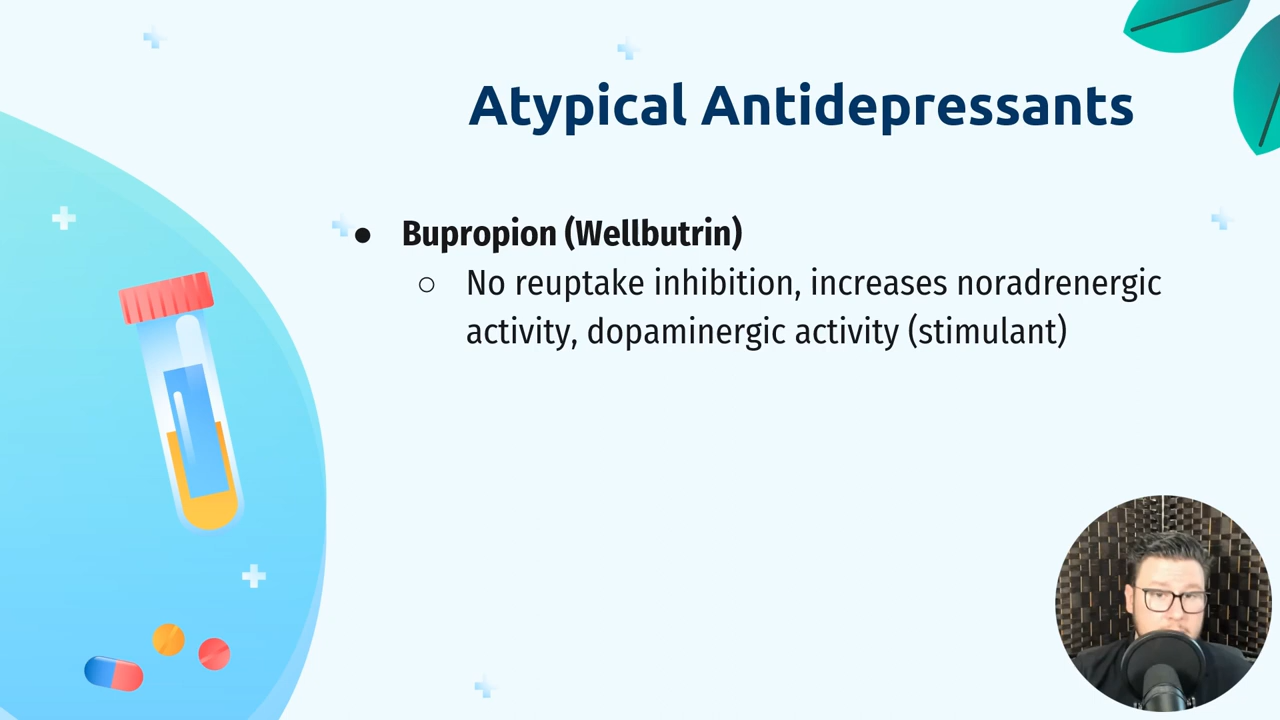 Atypical Antidepressants
● Bupropion (Wellbutrin)
○ No reuptake inhibition, increases noradrenergic
activity, dopaminergic activity (stimulant)